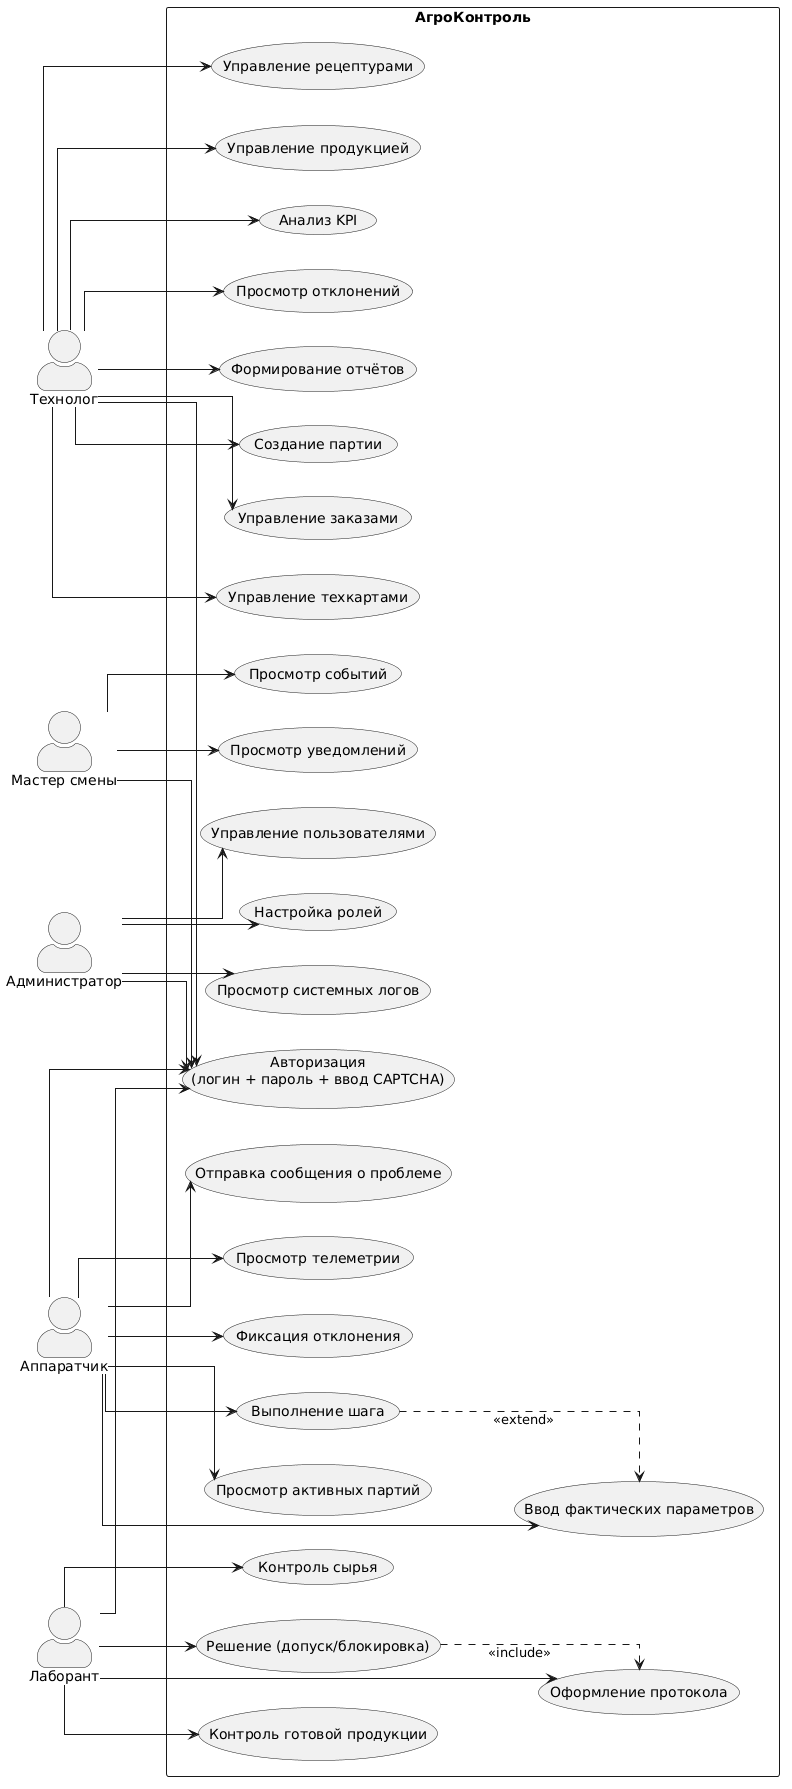 АгроКонтроль
Управление рецептурами
Управление продукцией
Анализ KPI
Просмотр отклонений
Формирование отчётов
Технолог
Создание партии
Управление заказами
Управление техкартами
Просмотр событий
Просмотр уведомлений
Мастер смены
Управление пользователями
Настройка ролей
Администратор
Просмотр системных логов
Авторизация
(логин + пароль + ввод CAPTCHA)
Отправка сообщения о проблеме
Просмотр телеметрии
Фиксация отклонения
Аппаратчик
Выполнение шага
«extend»
Просмотр активных партий
Ввод фактических параметров
Контроль сырья
Решение (допуск/блокировка)
«include»
Лаборант
Оформление протокола
Контроль готовой продукции